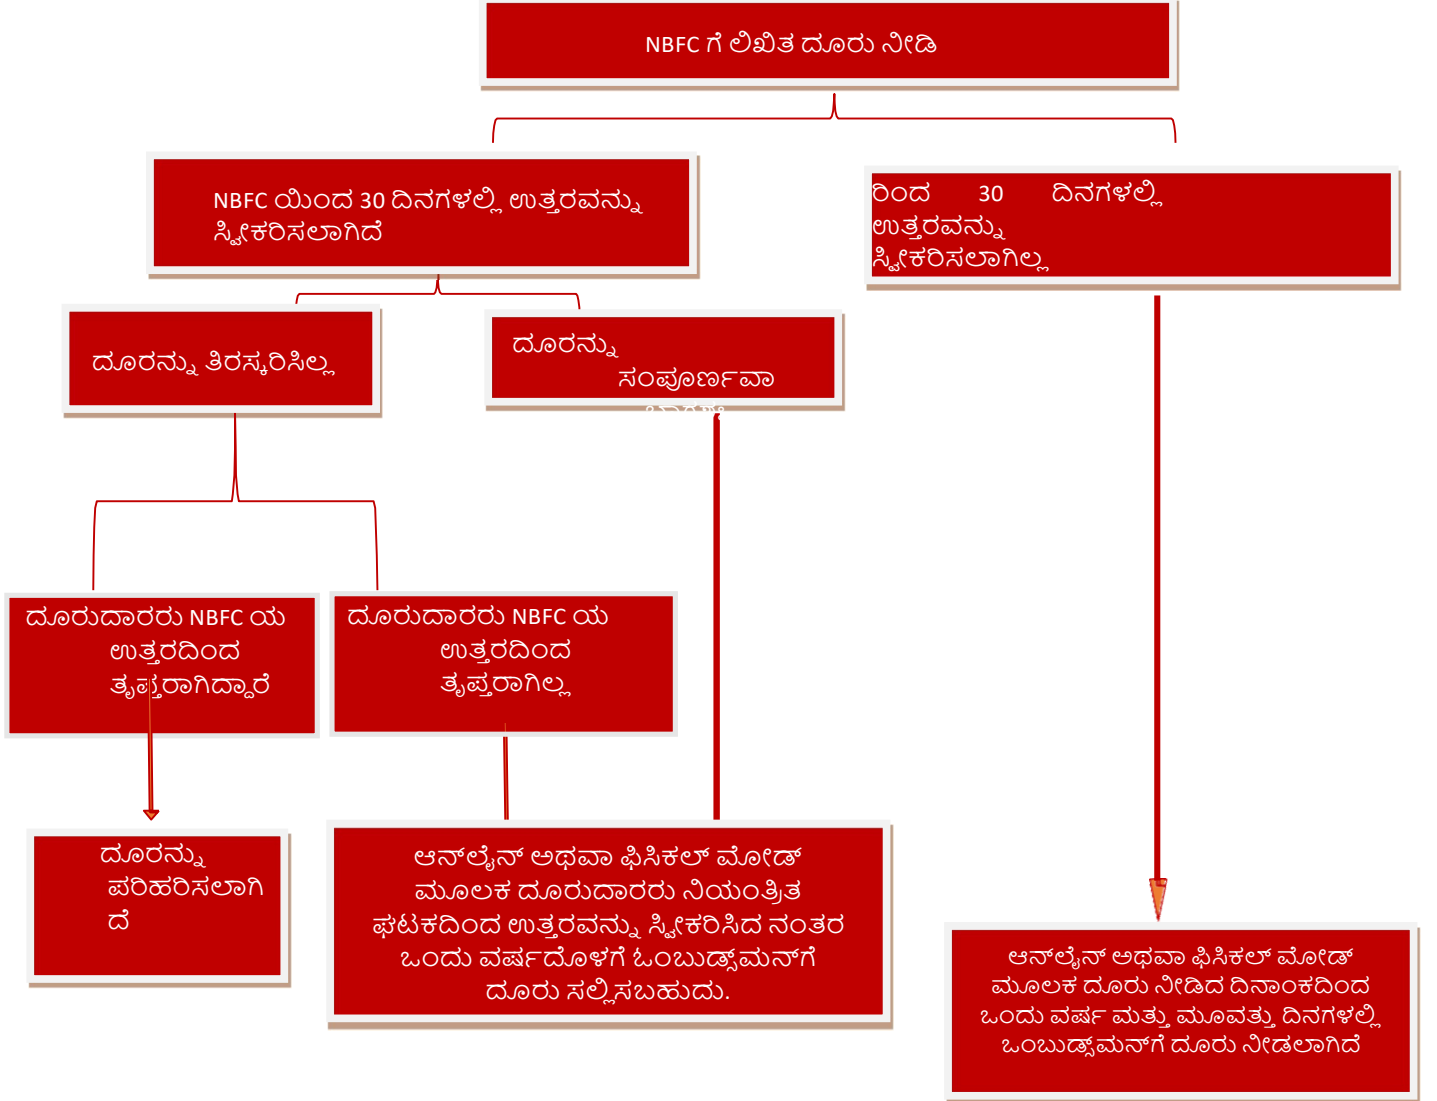 NBFC ಗೆ ಲಿಖಿತ ದೂರು ನೀಡಿ
NBFC ಯಿಂದ 30 ದಿನಗಳಲ್ಲಿ ಉತ್ತರವನ್ನು
ಸ್ವೀಕರಿಸಲಾಗಿದೆ
ರಿಂದ 30 ದಿನಗಳಲ್ಲಿ
ಉತ್ತರವನ್ನು
ಸ್ವೀಕರಿಸಲಾಗಿಲ್ಲ
ದೂರನ್ನು ತಿರಸ್ಕರಿಸಿಲ್ಲ
ದೂರನ್ನು
ಸಂಪೂರ್ಣವಾ
ದೂರುದಾರರು NBFC ಯ
ಉತ್ತರದಿಂದ
ತೃಪ್ತರಾಗಿದ್ದಾರೆ
ದೂರುದಾರರು NBFC ಯ
ಉತ್ತರದಿಂದ
ತೃಪ್ತರಾಗಿಲ್ಲ
ದೂರನ್ನು
ಪರಿಹರಿಸಲಾಗಿ
ದೆ
ಆನ್‌ಲೈನ್ ಅಥವಾ ಫಿಸಿಕಲ್ ಮೋಡ್
ಮೂಲಕ ದೂರುದಾರರು ನಿಯಂತ್ರಿತ
ಘಟಕದಿಂದ ಉತ್ತರವನ್ನು ಸ್ವೀಕರಿಸಿದ ನಂತರ
ಒಂದು ವರ್ಷದೊಳಗೆ ಓಂಬುಡ್ಸ್‌ಮನ್‌ಗೆ
ದೂರು ಸಲ್ಲಿಸಬಹುದು.
ಆನ್‌ಲೈನ್ ಅಥವಾ ಫಿಸಿಕಲ್ ಮೋಡ್
ಮೂಲಕ ದೂರು ನೀಡಿದ ದಿನಾಂಕದಿಂದ
ಒಂದು ವರ್ಷ ಮತ್ತು ಮೂವತ್ತು ದಿನಗಳಲ್ಲಿ
ಒಂಬುಡ್ಸ್‌ಮನ್‌ಗೆ ದೂರು ನೀಡಲಾಗಿದೆ